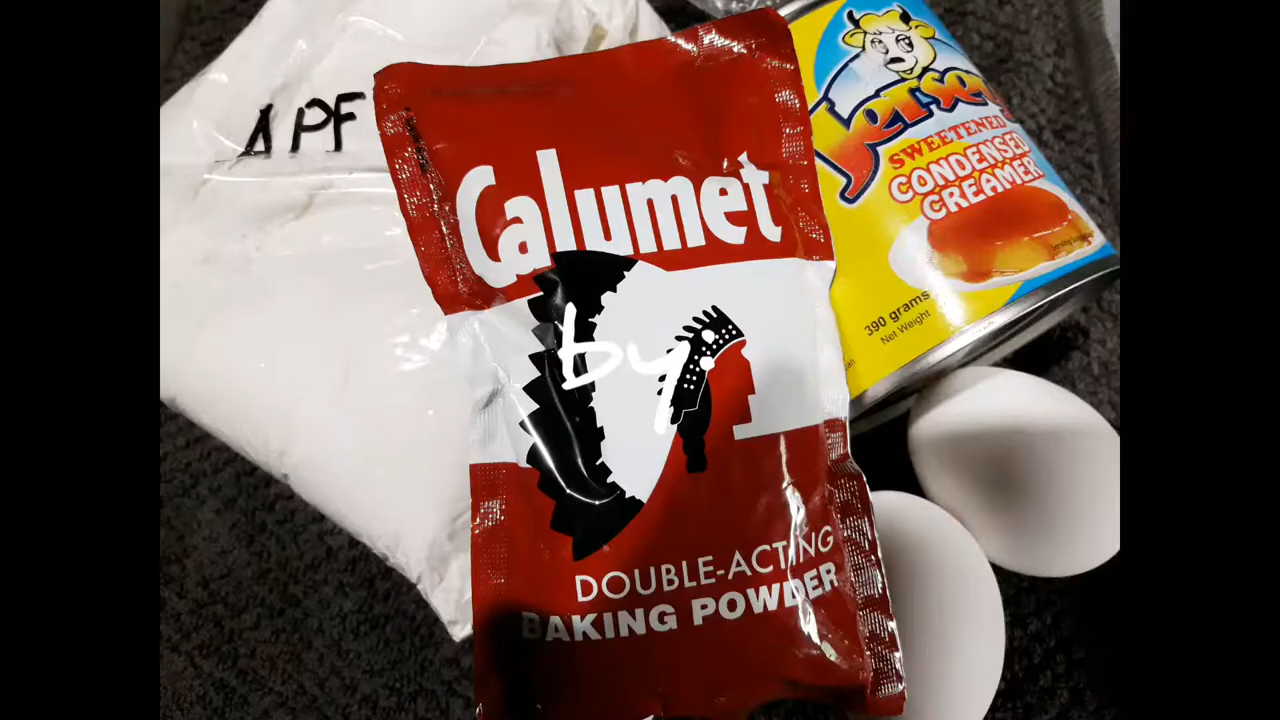 APF
Calumet
by:
DOUBLE-ACTING
BAKING POWDER
Jersey
SWEETENED
CONDENSED
CREAMER
390 grams
Net Weight